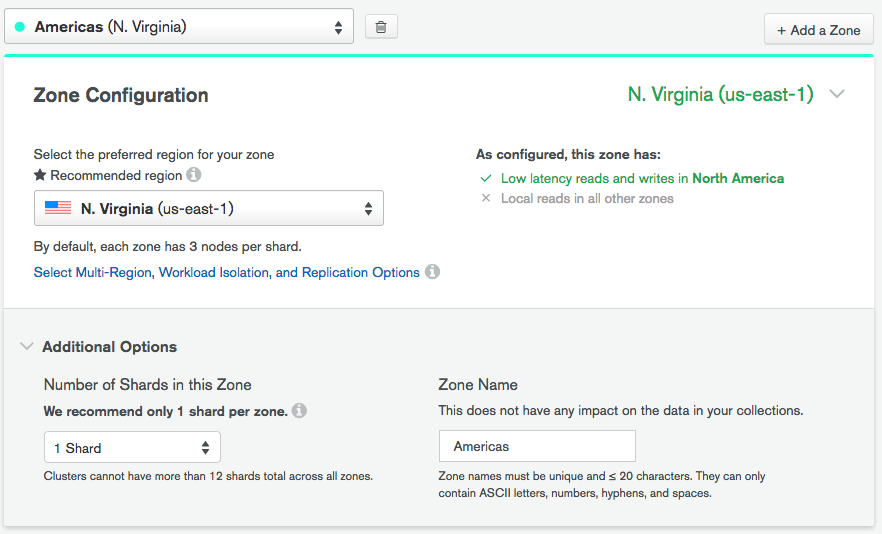 Americas (N. Virginia)
+ Add a Zone
Zone Configuration
N. Virginia (us-east-1)
Select the preferred region for your zone
★ Recommended region
N. Virginia (us-east-1)
By default, each zone has 3 nodes per shard.
Select Multi-Region, Workload Isolation, and Replication Options
As configured, this zone has:
Low latency reads and writes in North America
Local reads in all other zones
Additional Options
Number of Shards in this Zone
We recommend only 1 shard per zone.
1 Shard
Clusters cannot have more than 12 shards total across all zones.
Zone Name
This does not have any impact on the data in your collections.
Americas
Zone names must be unique and ≤ 20 characters. They can only
contain ASCII letters, numbers, hyphens, and spaces.